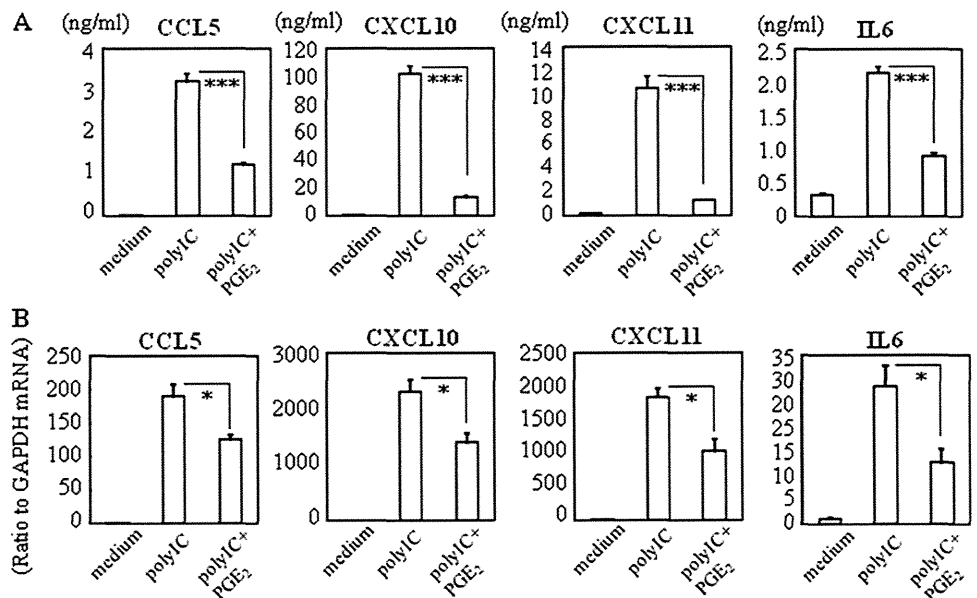 A
(ng/ml) CCL5
4
3
2
1
0
***
medium
polyIC
polyIC+
PGE₂
(ng/ml) CXCL10
120
100
80
60
40
20
0
***
medium
polyIC
polyIC+
PGE₂
(ng/ml) CXCL11
14
12
10
8
6
4
2
0
***
medium
polyIC
polyIC+
PGE₂
(ng/ml) IL6
2.5
2.0
1.5
1.0
0.5
0
***
medium
polyIC
polyIC+
PGE₂
B
(Ratio to GAPDH mRNA)
CCL5
250
200
150
100
50
0
*
medium
polyIC
polyIC+
PGE₂
CXCL10
3000
2000
1000
0
*
medium
polyIC
polyIC+
PGE₂
CXCL11
2500
2000
1500
1000
500
0
*
medium
polyIC
polyIC+
PGE₂
IL6
35
30
20
25
15
10
5
0
*
medium
polyIC
polyIC+
PGE₂